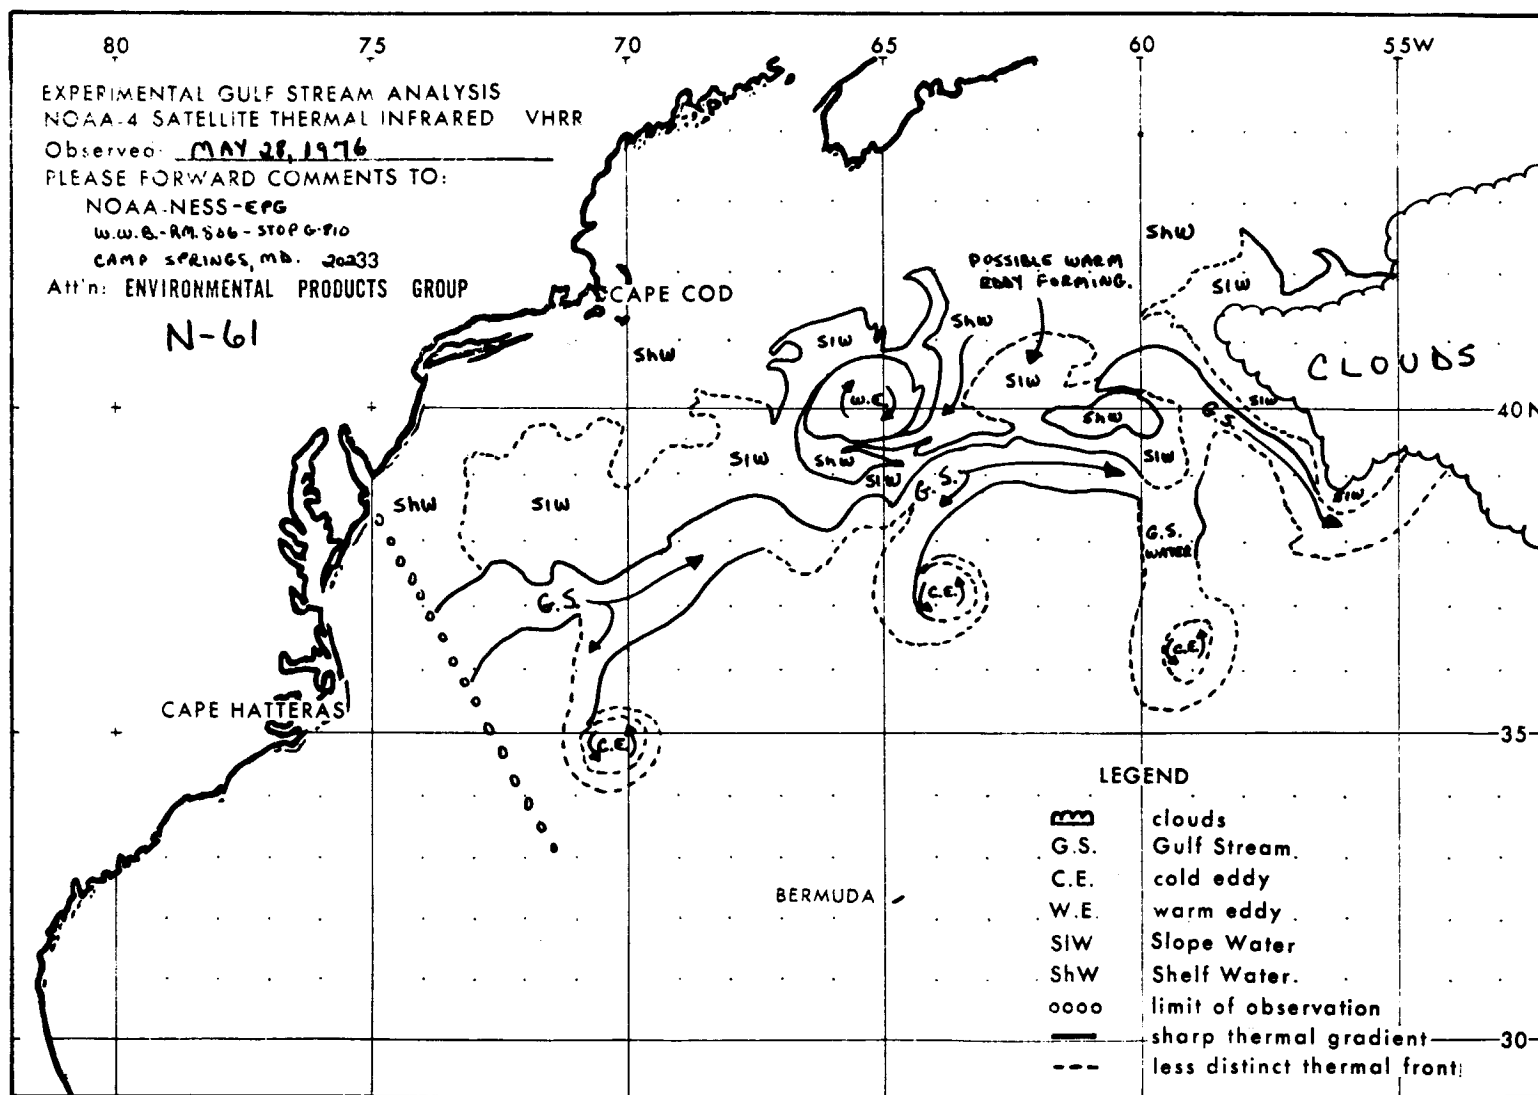 80 75 70 65 60 55W
EXPERIMENTAL GULF STREAM ANALYSIS
NOAA-4 SATELLITE THERMAL INFRARED VHRR
Observed: MAY 28, 1976
PLEASE FORWARD COMMENTS TO:
NOAA-NESS-EPG
W.W.B.-RM.806-STOP G-810
CAMP SPRINGS, MD. 20233
Att'n: ENVIRONMENTAL PRODUCTS GROUP
N-61
CAPE COD
ShW
SlW
POSSIBLE WARM
EDDY FORMING.
ShW
ShW
SlW
SlW
CLOUDS
W.E.
ShW
SlW
G.S.
40N
SlW
ShW
SlW
SlW
G.S.
SlW
ShW
SlW
G.S.
WATER
G.S.
C.E.
C.E.
CAPE HATTERAS
C.E.
35
LEGEND
clouds
G.S. Gulf Stream.
C.E. cold eddy
W.E. warm eddy
SlW Slope Water
ShW Shelf Water.
oooo limit of observation
sharp thermal gradient
less distinct thermal front
BERMUDA
30